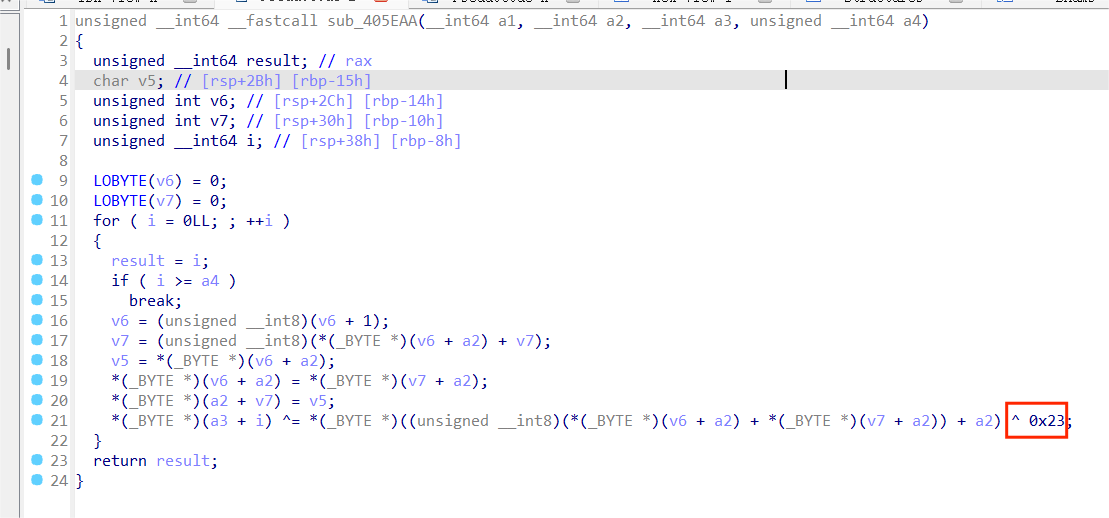 unsigned __int64 __fastcall sub_405EAA(__int64 a1, __int64 a2, __int64 a3, unsigned __int64 a4)
1
2 {
3 unsigned __int64 result; // rax
4 char v5; // [rsp+2Bh] [rbp-15h]
5 unsigned int v6; // [rsp+2Ch] [rbp-14h]
6 unsigned int v7; // [rsp+30h] [rbp-10h]
7 unsigned __int64 i; // [rsp+38h] [rbp-8h]
8
9 LOBYTE(v6) = 0;
10 LOBYTE(v7) = 0;
11 for ( i = 0LL; ; ++i )
12 {
13 result = i;
14 if ( i >= a4 )
15 break;
16 v6 = (unsigned __int8)(v6 + 1);
17 v7 = (unsigned __int8)(*(_BYTE *)(v6 + a2) + v7);
18 v5 = *(_BYTE *)(v6 + a2);
19 *(_BYTE *)(v6 + a2) = *(_BYTE *)(v7 + a2);
20 *(_BYTE *)(a2 + v7) = v5;
21 *(_BYTE *)(a3 + i) ^= *(_BYTE *)((unsigned __int8)(*(_BYTE *)(v6 + a2) + *(_BYTE *)(v7 + a2)) + a2) ^ 0x23;
22 }
23 return result;
24 }